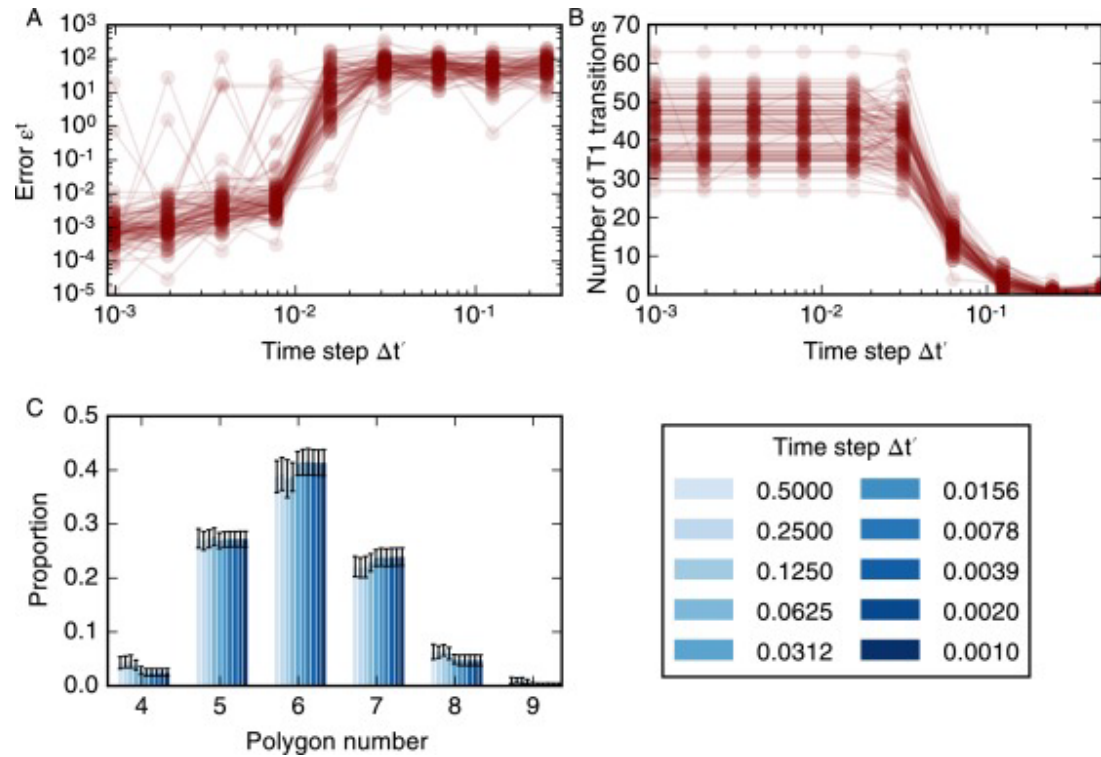 A
Error εᵗ
10³
10²
10¹
10⁰
10⁻¹
10⁻²
10⁻³
10⁻⁴
10⁻⁵
10⁻³ 10⁻² 10⁻¹
Time step Δt′
B
Number of T1 transitions
70
60
50
40
30
20
10
0
10⁻³ 10⁻² 10⁻¹
Time step Δt′
C
Proportion
0.5
0.4
0.3
0.2
0.1
0.0
4 5 6 7 8 9
Polygon number
Time step Δt′
0.5000 0.0156
0.2500 0.0078
0.1250 0.0039
0.0625 0.0020
0.0312 0.0010